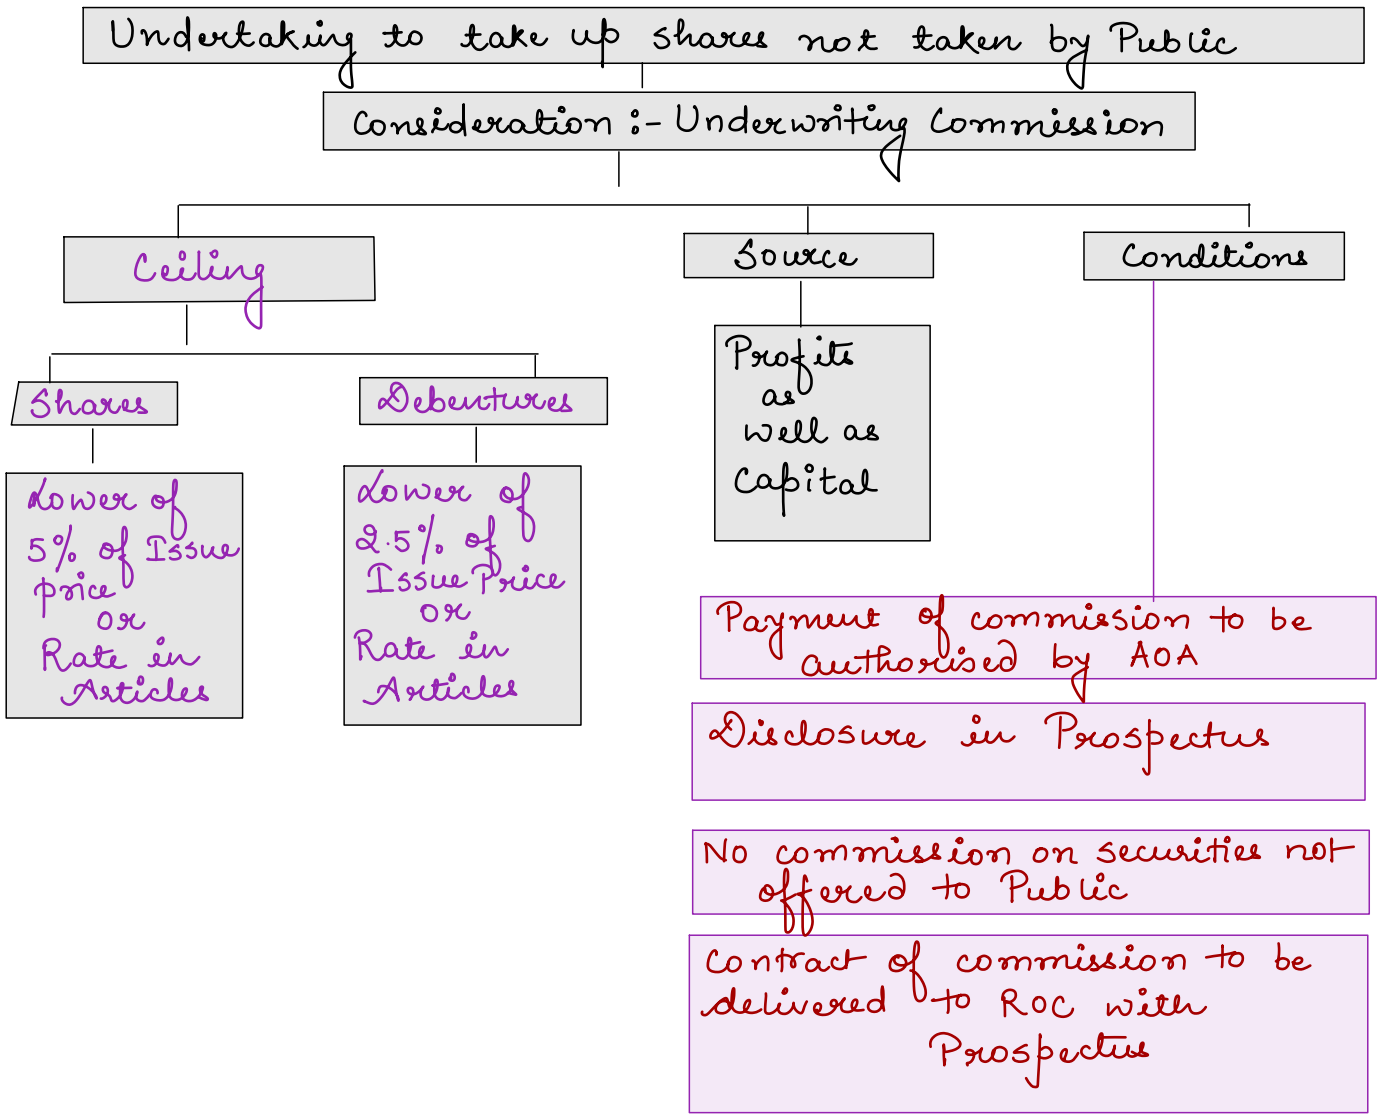 Undertaking to take up shares not taken by Public
Consideration :- Underwriting Commission
Ceiling
Source
Conditions
Shares
Debentures
Lower of
5% of Issue
price
or
Rate in
Articles
Lower of
2.5% of
Issue Price
or
Rate in
Articles
Profits
as
well as
Capital
Payment of commission to be
authorised by AOA
Disclosure in Prospectus
No commission on securities not
offered to Public
Contract of commission to be
delivered to ROC with
Prospectus